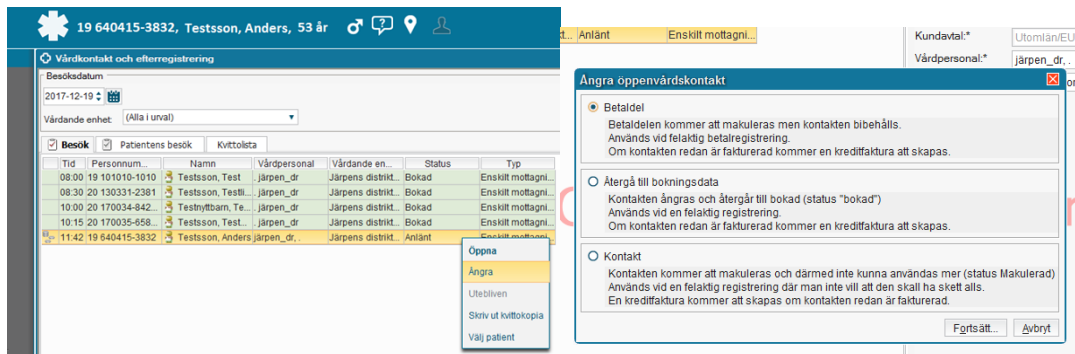 19 640415-3832, Testsson, Anders, 53 år
Vårdkontakt och efterregistrering
Besöksdatum
2017-12-19
Vårdande enhet: (Alla i urval)
Besök Patientens besök Kvittolista
Tid Personnum... Namn Vårdpersonal Vårdande en... Status Typ
08:00 19 101010-1010 Testsson, Test . järpen_dr Järpens distrikt... Bokad Enskilt mottagni...
08:30 20 130331-2381 Testsson, Testli... . järpen_dr Järpens distrikt... Bokad Enskilt mottagni...
10:00 20 170034-842... Testnyttbarn, Te... . järpen_dr Järpens distrikt... Bokad Enskilt mottagni...
10:15 20 170035-658... Testsson, Test... . järpen_dr Järpens distrikt... Bokad Enskilt mottagni...
11:42 19 640415-3832 Testsson, Anders järpen_dr, . Järpens distrikt... Anlänt Enskilt mottagni...
Öppna
Ångra
Utebliven
Skriv ut kvittokopia
Välj patient
Anlänt Enskilt mottagni...
Kundavtal:* Utomlän/EU
Vårdpersonal:* järpen_dr, .
Ångra öppenvårdskontakt
Betaldel
Betaldelen kommer att makuleras men kontakten bibehålls.
Används vid felaktig betalregistrering.
Om kontakten redan är fakturerad kommer en kreditfaktura att skapas.
Återgå till bokningsdata
Kontakten ångras och återgår till bokad (status "bokad")
Används vid en felaktig registrering.
Om kontakten redan är fakturerad kommer en kreditfaktura att skapas.
Kontakt
Kontakten kommer att makuleras och därmed inte kunna användas mer (status Makulerad)
Används vid en felaktig registrering där man inte vill att den skall ha skett alls.
En kreditfaktura kommer att skapas om kontakten redan är fakturerad.
Fortsätt... Avbryt